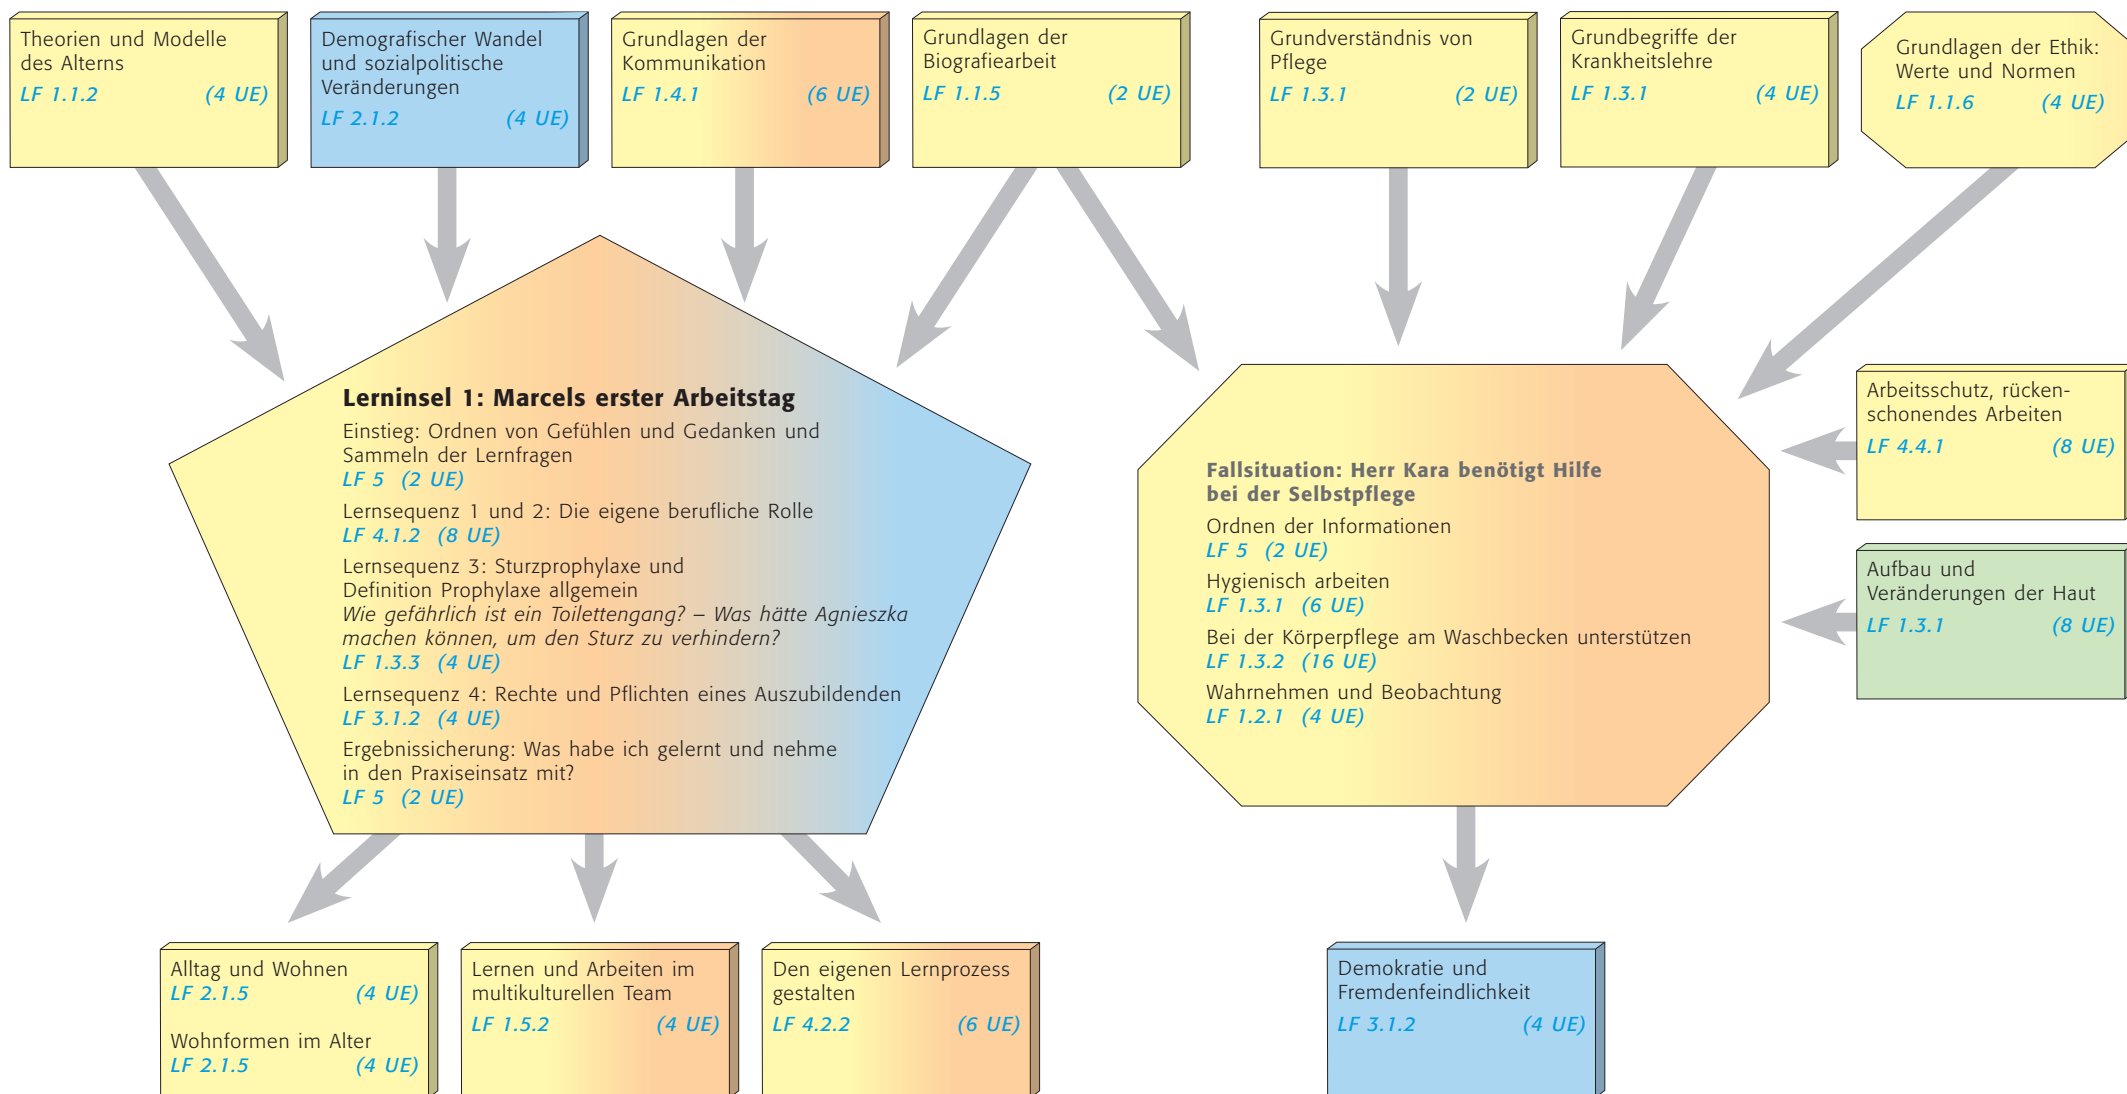 Theorien und Modelle
des Alterns
LF 1.1.2 (4 UE)
Demografischer Wandel
und sozialpolitische
Veränderungen
LF 2.1.2 (4 UE)
Grundlagen der
Kommunikation
LF 1.4.1 (6 UE)
Grundlagen der
Biografiearbeit
LF 1.1.5 (2 UE)
Grundverständnis von
Pflege
LF 1.3.1 (2 UE)
Grundbegriffe der
Krankheitslehre
LF 1.3.1 (4 UE)
Grundlagen der Ethik:
Werte und Normen
LF 1.1.6 (4 UE)
Lerninsel 1: Marcels erster Arbeitstag
Einstieg: Ordnen von Gefühlen und Gedanken und
Sammeln der Lernfragen
LF 5 (2 UE)
Lernsequenz 1 und 2: Die eigene berufliche Rolle
LF 4.1.2 (8 UE)
Lernsequenz 3: Sturzprophylaxe und
Definition Prophylaxe allgemein
Wie gefährlich ist ein Toilettengang? – Was hätte Agnieszka
machen können, um den Sturz zu verhindern?
LF 1.3.3 (4 UE)
Lernsequenz 4: Rechte und Pflichten eines Auszubildenden
LF 3.1.2 (4 UE)
Ergebnissicherung: Was habe ich gelernt und nehme
in den Praxiseinsatz mit?
LF 5 (2 UE)
Fallsituation: Herr Kara benötigt Hilfe
bei der Selbstpflege
Ordnen der Informationen
LF 5 (2 UE)
Hygienisch arbeiten
LF 1.3.1 (6 UE)
Bei der Körperpflege am Waschbecken unterstützen
LF 1.3.2 (16 UE)
Wahrnehmen und Beobachtung
LF 1.2.1 (4 UE)
Arbeitsschutz, rücken-
schonendes Arbeiten
LF 4.4.1 (8 UE)
Aufbau und
Veränderungen der Haut
LF 1.3.1 (8 UE)
Alltag und Wohnen
LF 2.1.5 (4 UE)
Wohnformen im Alter
LF 2.1.5 (4 UE)
Lernen und Arbeiten im
multikulturellen Team
LF 1.5.2 (4 UE)
Den eigenen Lernprozess
gestalten
LF 4.2.2 (6 UE)
Demokratie und
Fremdenfeindlichkeit
LF 3.1.2 (4 UE)